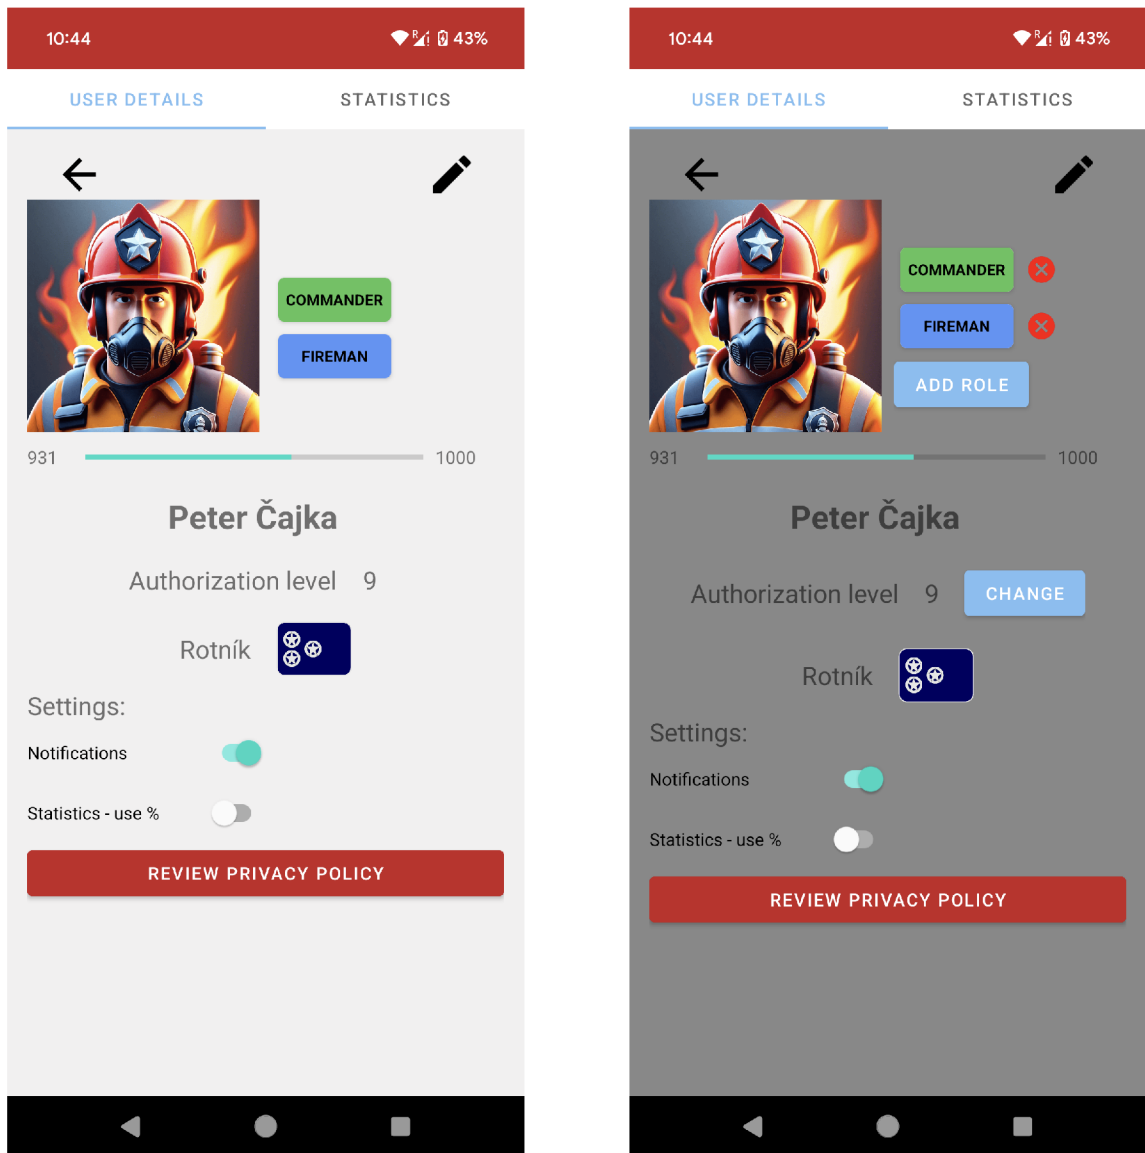 10:44
R
43%
USER DETAILS
STATISTICS
COMMANDER
FIREMAN
931
1000
Peter Čajka
Authorization level 9
Rotník
Settings:
Notifications
Statistics - use %
REVIEW PRIVACY POLICY
10:44
R
43%
USER DETAILS
STATISTICS
COMMANDER
FIREMAN
ADD ROLE
931
1000
Peter Čajka
Authorization level 9
CHANGE
Rotník
Settings:
Notifications
Statistics - use %
REVIEW PRIVACY POLICY